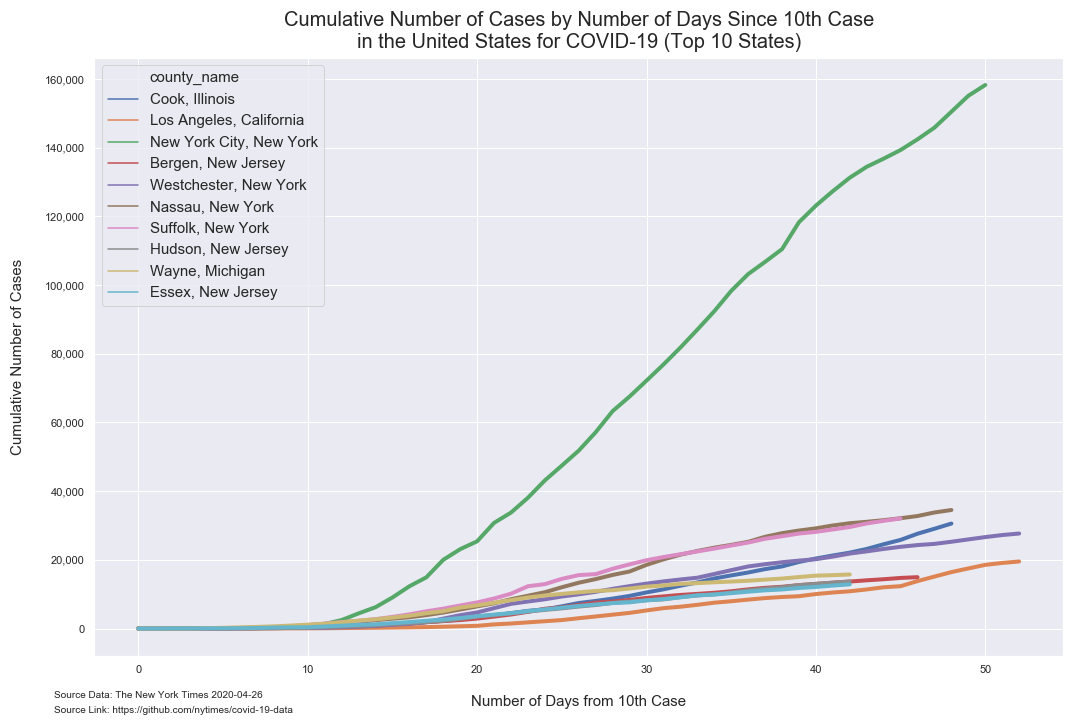 Cumulative Number of Cases by Number of Days Since 10th Case
in the United States for COVID-19 (Top 10 States)
county_name
Cook, Illinois
Los Angeles, California
New York City, New York
Bergen, New Jersey
Westchester, New York
Nassau, New York
Suffolk, New York
Hudson, New Jersey
Wayne, Michigan
Essex, New Jersey
Cumulative Number of Cases
160,000
140,000
120,000
100,000
80,000
60,000
40,000
20,000
0
0 10 20 30 40 50
Number of Days from 10th Case
Source Data: The New York Times 2020-04-26
Source Link: https://github.com/nytimes/covid-19-data